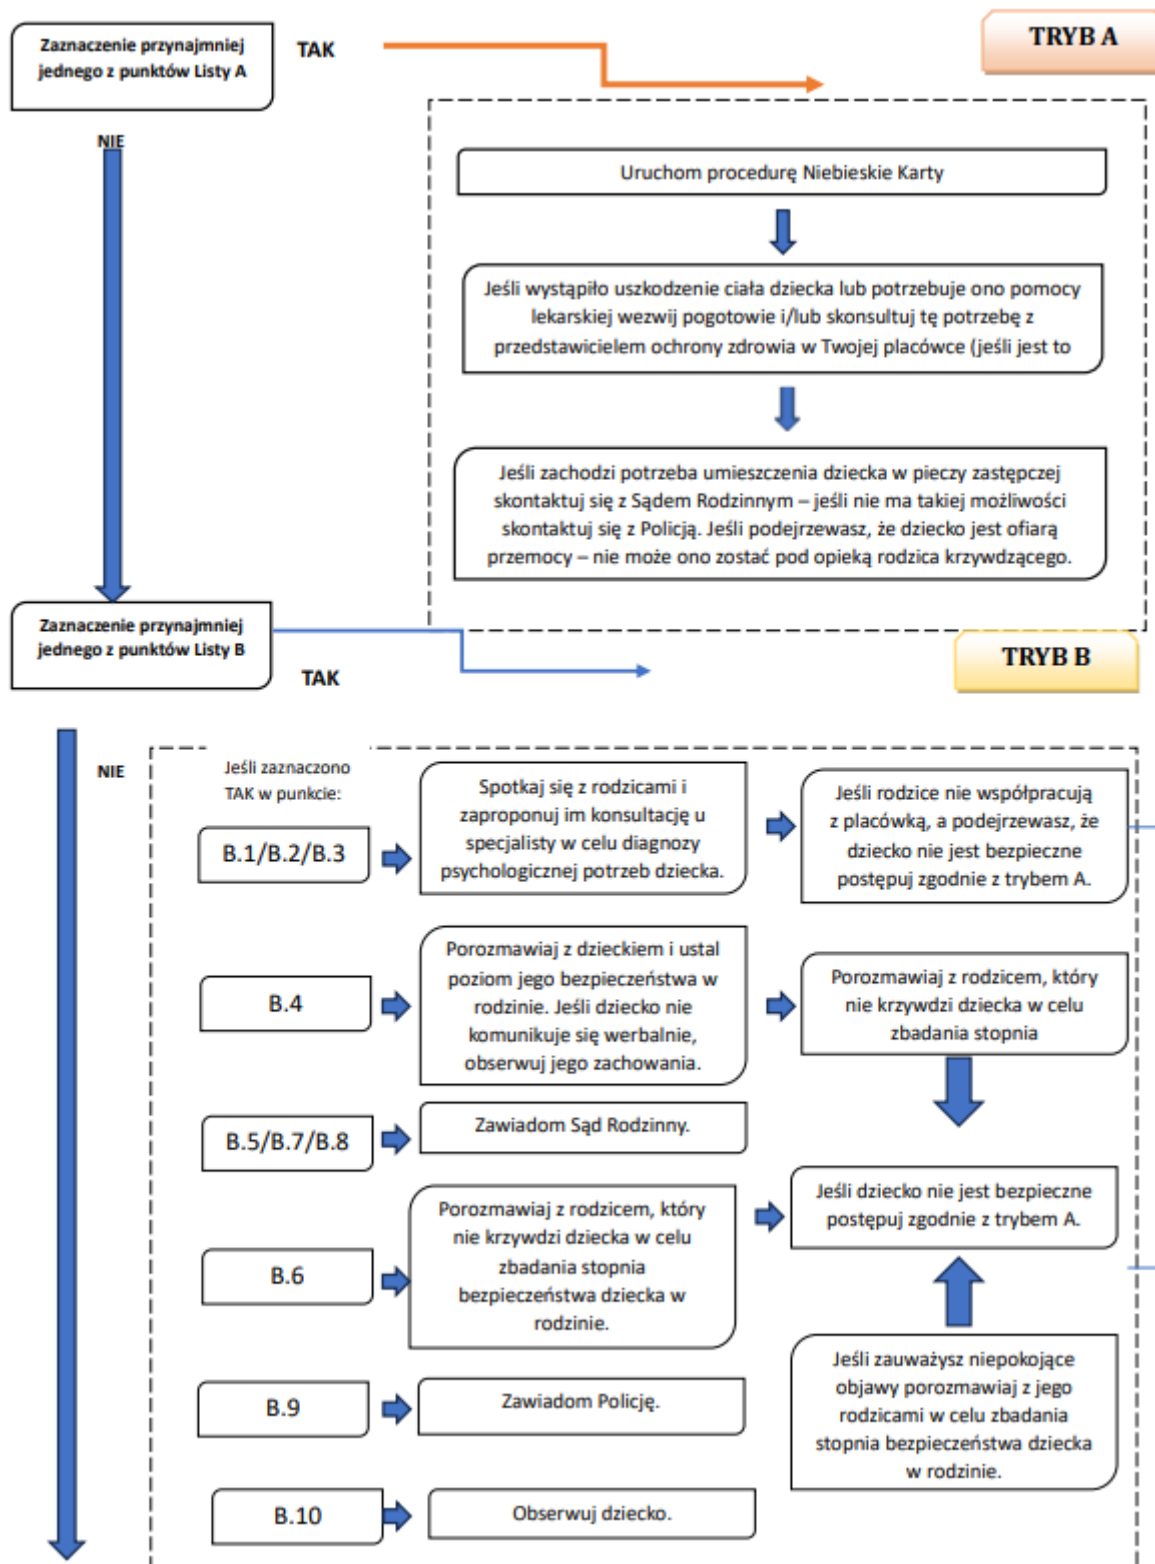 Zaznaczenie przynajmniej
jednego z punktów Listy A
TAK
TRYB A
NIE
Uruchom procedurę Niebieskie Karty
Jeśli wystąpiło uszkodzenie ciała dziecka lub potrzebuje ono pomocy
lekarskiej wezwij pogotowie i/lub skonsultuj tę potrzebę z
przedstawicielem ochrony zdrowia w Twojej placówce (jeśli jest to
Jeśli zachodzi potrzeba umieszczenia dziecka w pieczy zastępczej
skontaktuj się z Sądem Rodzinnym – jeśli nie ma takiej możliwości
skontaktuj się z Policją. Jeśli podejrzewasz, że dziecko jest ofiarą
przemocy – nie może ono zostać pod opieką rodzica krzywdzącego.
Zaznaczenie przynajmniej
jednego z punktów Listy B
TAK
TRYB B
NIE
Jeśli zaznaczono
TAK w punkcie:
B.1/B.2/B.3
Spotkaj się z rodzicami i
zaproponuj im konsultację u
specjalisty w celu diagnozy
psychologicznej potrzeb dziecka.
Jeśli rodzice nie współpracują
z placówką, a podejrzewasz, że
dziecko nie jest bezpieczne
postępuj zgodnie z trybem A.
B.4
Porozmawiaj z dzieckiem i ustal
poziom jego bezpieczeństwa w
rodzinie. Jeśli dziecko nie
komunikuje się werbalnie,
obserwuj jego zachowania.
Porozmawiaj z rodzicem, który
nie krzywdzi dziecka w celu
zbadania stopnia
B.5/B.7/B.8
Zawiadom Sąd Rodzinny.
B.6
Porozmawiaj z rodzicem, który
nie krzywdzi dziecka w celu
zbadania stopnia
bezpieczeństwa dziecka w
rodzinie.
Jeśli dziecko nie jest bezpieczne
postępuj zgodnie z trybem A.
B.9
Zawiadom Policję.
Jeśli zauważysz niepokojące
objawy porozmawiaj z jego
rodzicami w celu zbadania
stopnia bezpieczeństwa dziecka
w rodzinie.
B.10
Obserwuj dziecko.